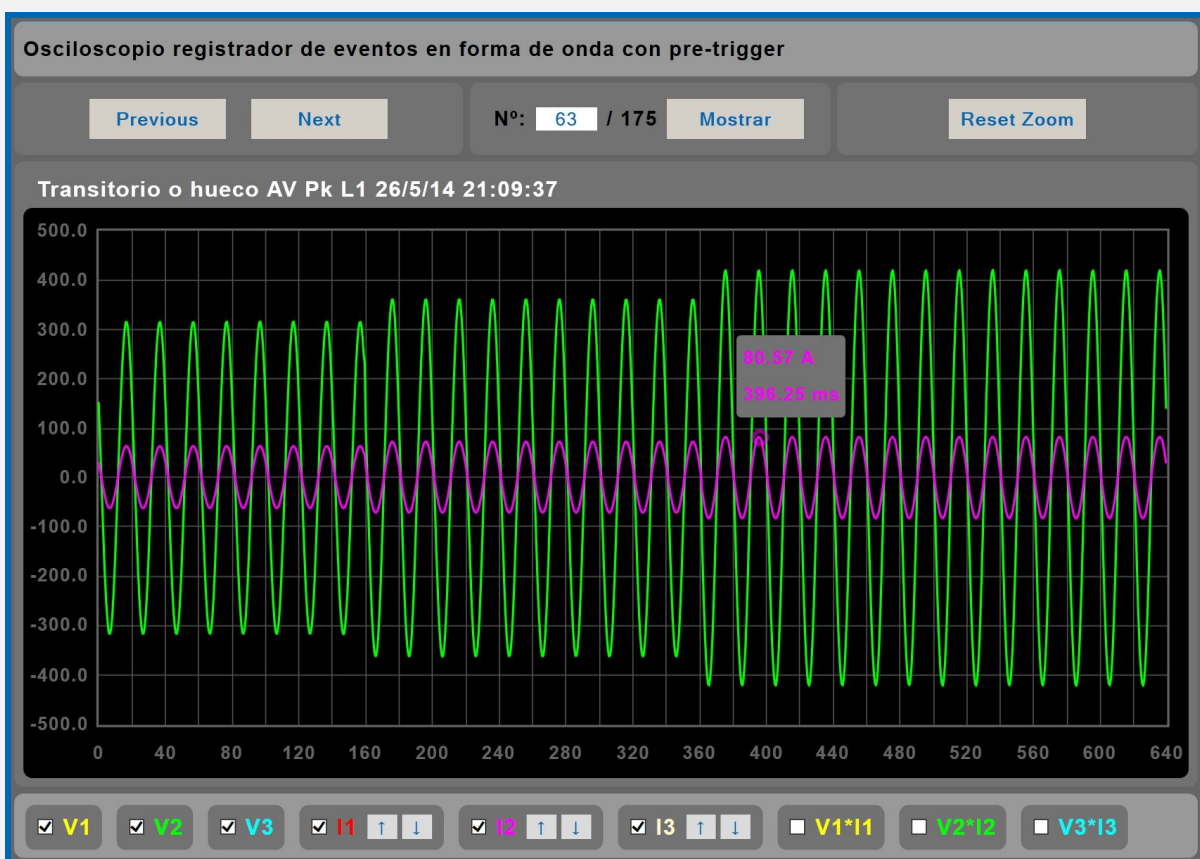 Osciloscopio registrador de eventos en forma de onda con pre-trigger
Previous Next Nº: 63 / 175 Mostrar Reset Zoom
Transitorio o hueco AV Pk L1 26/5/14 21:09:37
500.0
400.0
300.0
200.0
100.0
0.0
-100.0
-200.0
-300.0
-400.0
-500.0
80.57 A
396.25 ms
0 40 80 120 160 200 240 280 320 360 400 440 480 520 560 600 640
V1 V2 V3 I1 ↑ ↓ I2 ↑ ↓ I3 ↑ ↓ V1*I1 V2*I2 V3*I3